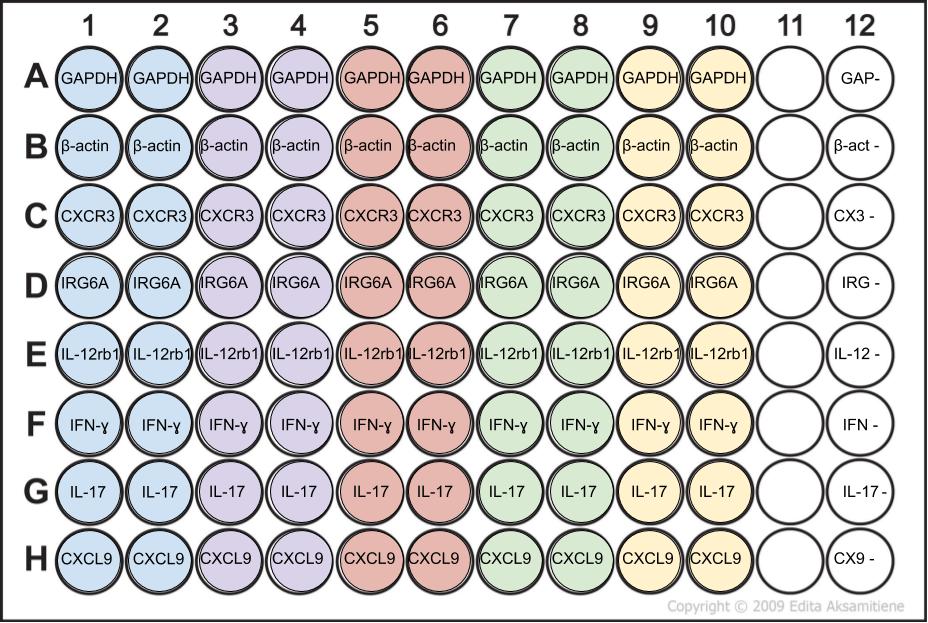 1 2 3 4 5 6 7 8 9 10 11 12
A GAPDH GAPDH GAPDH GAPDH GAPDH GAPDH GAPDH GAPDH GAPDH GAPDH GAP-
B β-actin β-actin β-actin β-actin β-actin β-actin β-actin β-actin β-actin β-actin β-act -
C CXCR3 CXCR3 CXCR3 CXCR3 CXCR3 CXCR3 CXCR3 CXCR3 CXCR3 CXCR3 CX3 -
D IRG6A IRG6A IRG6A IRG6A IRG6A IRG6A IRG6A IRG6A IRG6A IRG6A IRG -
E IL-12rb1 IL-12rb1 IL-12rb1 IL-12rb1 IL-12rb1 IL-12rb1 IL-12rb1 IL-12rb1 IL-12rb1 IL-12rb1 IL-12 -
F IFN-ɣ IFN-ɣ IFN-ɣ IFN-ɣ IFN-ɣ IFN-ɣ IFN-ɣ IFN-ɣ IFN-ɣ IFN-ɣ IFN -
G IL-17 IL-17 IL-17 IL-17 IL-17 IL-17 IL-17 IL-17 IL-17 IL-17 IL-17 -
H CXCL9 CXCL9 CXCL9 CXCL9 CXCL9 CXCL9 CXCL9 CXCL9 CXCL9 CXCL9 CX9 -
Copyright © 2009 Edita Aksamitiene